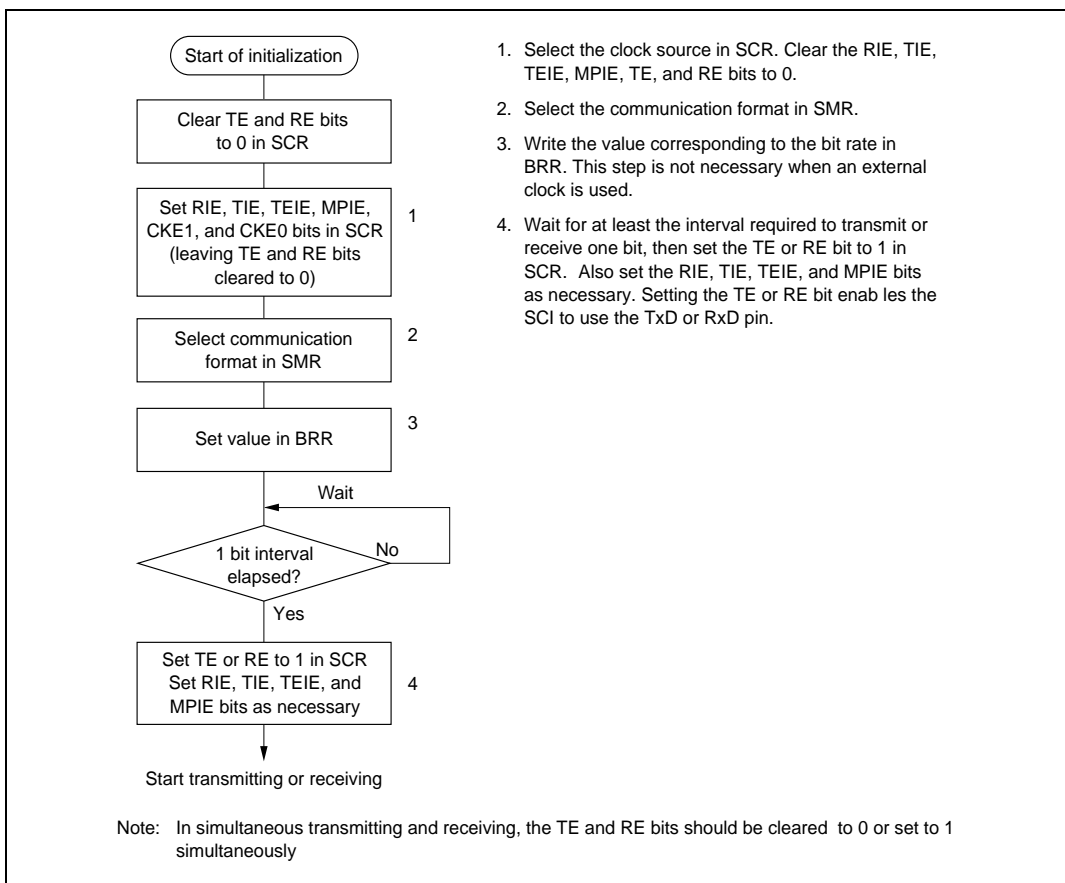 Start of initialization
Clear TE and RE bits
to 0 in SCR
Set RIE, TIE, TEIE, MPIE,
CKE1, and CKE0 bits in SCR
(leaving TE and RE bits
cleared to 0)
1
Select communication
format in SMR
2
Set value in BRR
3
Wait
1 bit interval
elapsed?
No
Yes
Set TE or RE to 1 in SCR
Set RIE, TIE, TEIE, and
MPIE bits as necessary
4
Start transmitting or receiving
1. Select the clock source in SCR. Clear the RIE, TIE,
TEIE, MPIE, TE, and RE bits to 0.
2. Select the communication format in SMR.
3. Write the value corresponding to the bit rate in
BRR. This step is not necessary when an external
clock is used.
4. Wait for at least the interval required to transmit or
receive one bit, then set the TE or RE bit to 1 in
SCR.  Also set the RIE, TIE, TEIE, and MPIE bits
as necessary. Setting the TE or RE bit enab les the
SCI to use the TxD or RxD pin.
Note: In simultaneous transmitting and receiving, the TE and RE bits should be cleared  to 0 or set to 1
simultaneously